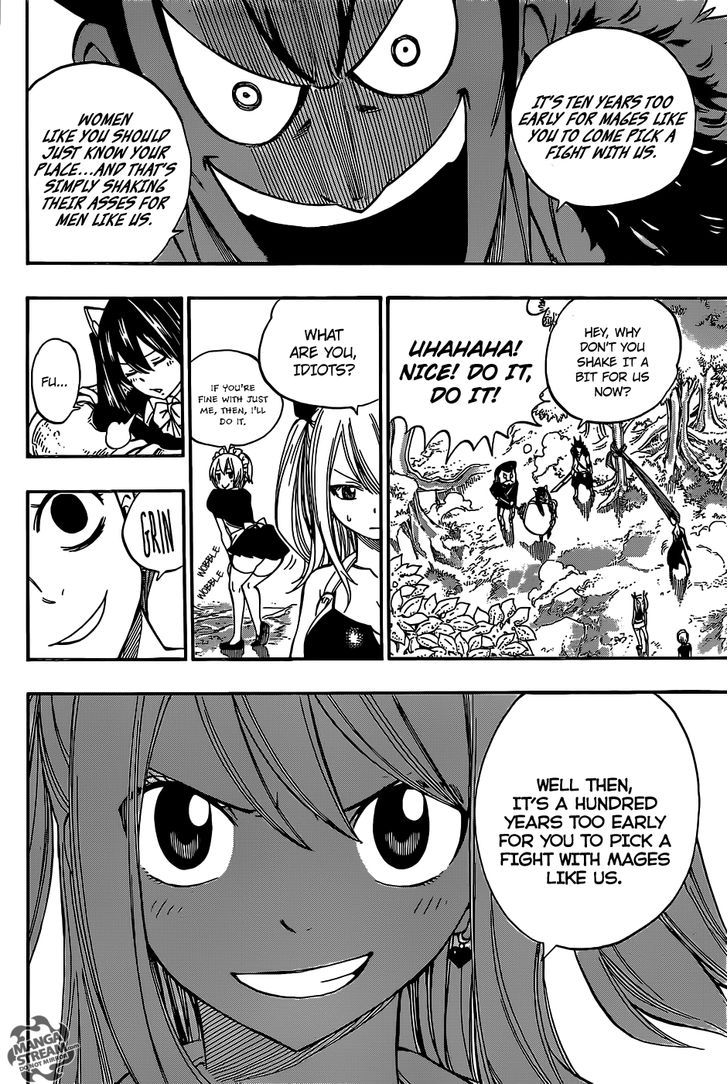 IT'S TEN YEARS TOO
EARLY FOR MAGES LIKE
YOU TO COME PICK A
FIGHT WITH US.
WOMEN
LIKE YOU SHOULD
JUST KNOW YOUR
PLACE...AND THAT'S
SIMPLY SHAKING
THEIR ASSES FOR
MEN LIKE US.
HEY, WHY
DON'T YOU
SHAKE IT A
BIT FOR US
NOW?
UHAHAHA!
NICE! DO IT,
DO IT!
WHAT
ARE YOU,
IDIOTS?
IF YOU'RE
FINE WITH JUST
ME, THEN, I'LL
DO IT.
WOBBLE
WOBBLE
FU...
GRIN
WELL THEN,
IT'S A HUNDRED
YEARS TOO EARLY
FOR YOU TO PICK A
FIGHT WITH MAGES
LIKE US.
MANGA
STREAM
DO NOT MIRROR